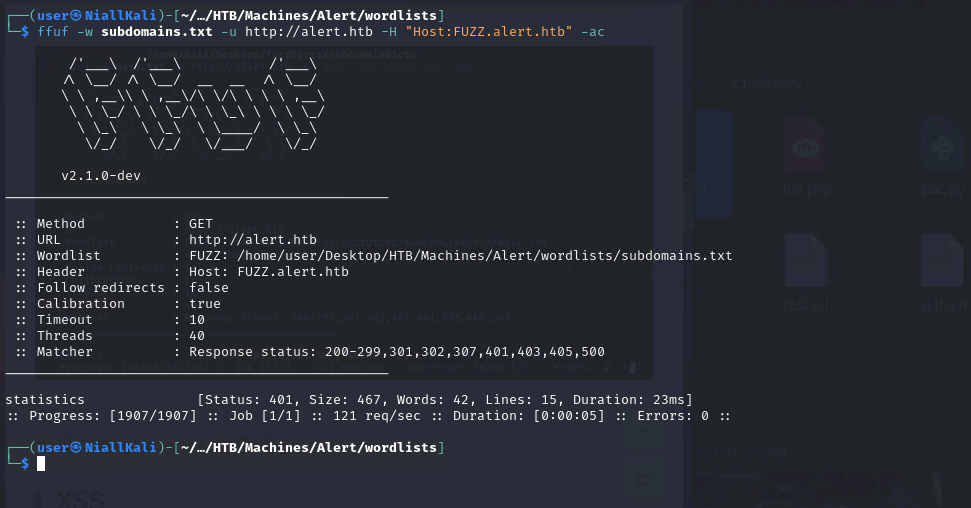 ┌──(user㉿NiallKali)-[~/…/HTB/Machines/Alert/wordlists]
└─$ ffuf -w subdomains.txt -u http://alert.htb -H "Host:FUZZ.alert.htb" -ac
v2.1.0-dev
:: Method : GET
:: URL : http://alert.htb
:: Wordlist : FUZZ: /home/user/Desktop/HTB/Machines/Alert/wordlists/subdomains.txt
:: Header : Host: FUZZ.alert.htb
:: Follow redirects : false
:: Calibration : true
:: Timeout : 10
:: Threads : 40
:: Matcher : Response status: 200-299,301,302,307,401,403,405,500
statistics [Status: 401, Size: 467, Words: 42, Lines: 15, Duration: 23ms]
:: Progress: [1907/1907] :: Job [1/1] :: 121 req/sec :: Duration: [0:00:05] :: Errors: 0 ::
┌──(user㉿NiallKali)-[~/…/HTB/Machines/Alert/wordlists]
└─$